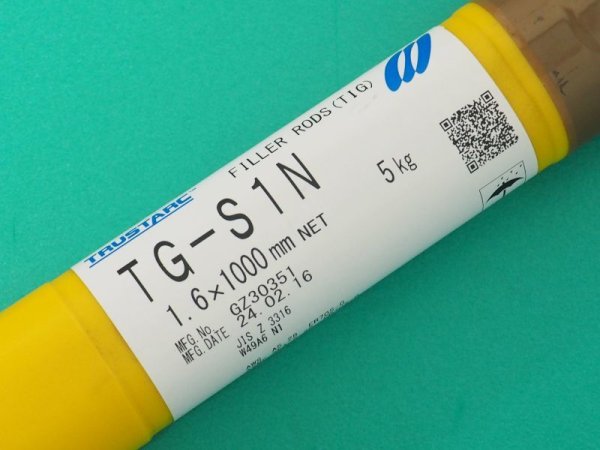 TRUSTARC™ FILLER RODS (TIG)
TG-S1N
1.6×1000mm NET 5kg
MFG.No. GZ30351
MFG.DATE 24.02.16
JIS Z 3316
W49A6 N1